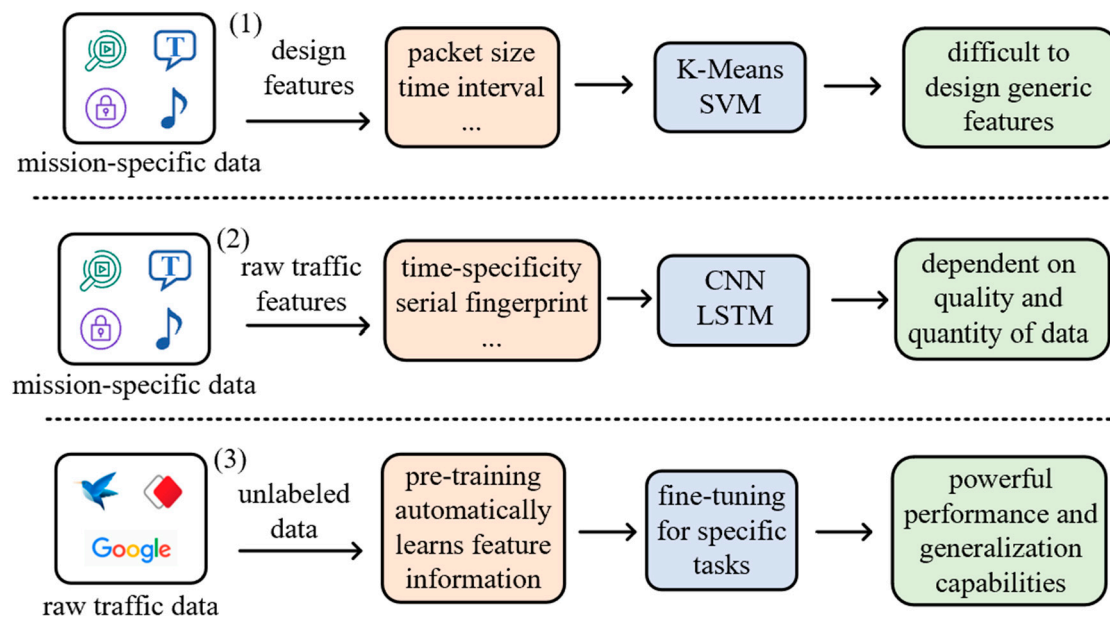 (1)
T
mission-specific data
design
features
packet size
time interval
...
K-Means
SVM
difficult to
design generic
features
(2)
T
mission-specific data
raw traffic
features
time-specificity
serial fingerprint
...
CNN
LSTM
dependent on
quality and
quantity of data
(3)
Google
raw traffic data
unlabeled
data
pre-training
automatically
learns feature
information
fine-tuning
for specific
tasks
powerful
performance and
generalization
capabilities